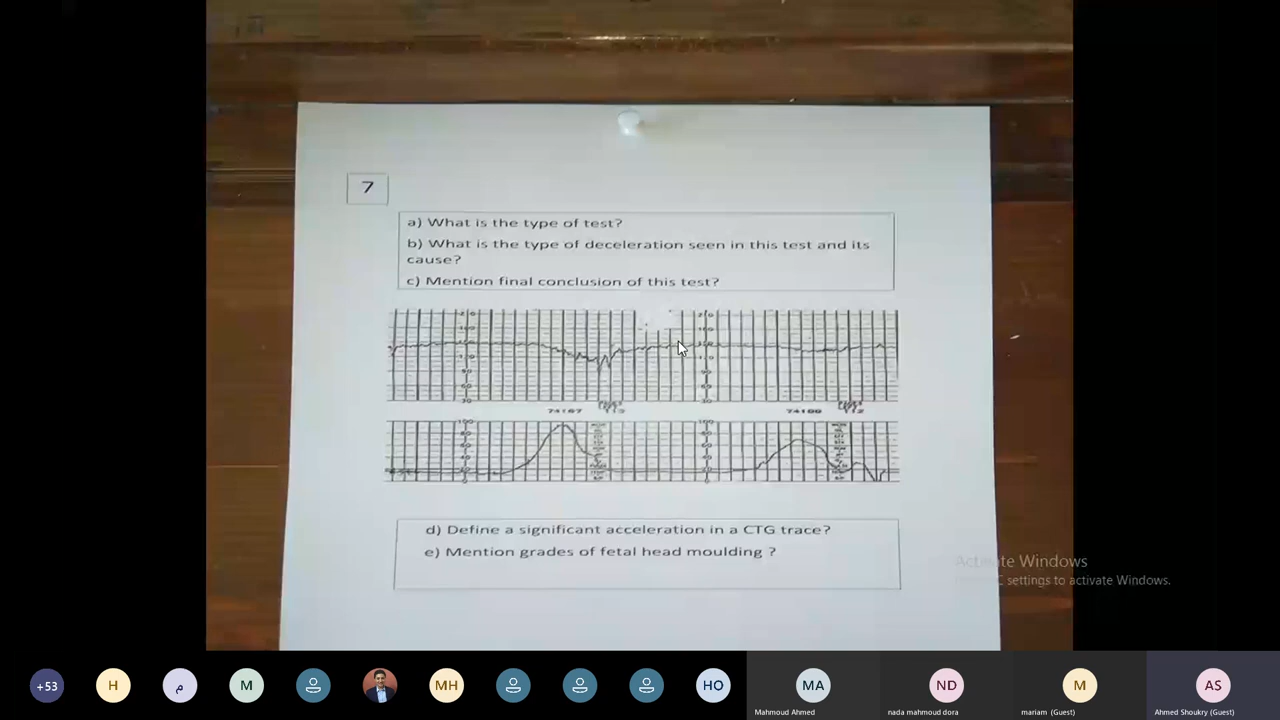 7
a) What is the type of test?
b) What is the type of deceleration seen in this test and its
cause?
c) Mention final conclusion of this test?
74167
74168
d) Define a significant acceleration in a CTG trace?
e) Mention grades of fetal head moulding ?
Activate Windows
settings to activate Windows.
+53
H
م
M
MH
HO
MA
ND
M
AS
Mahmoud Ahmed
nada mahmoud dora
mariam (Guest)
Ahmed Shoukry (Guest)